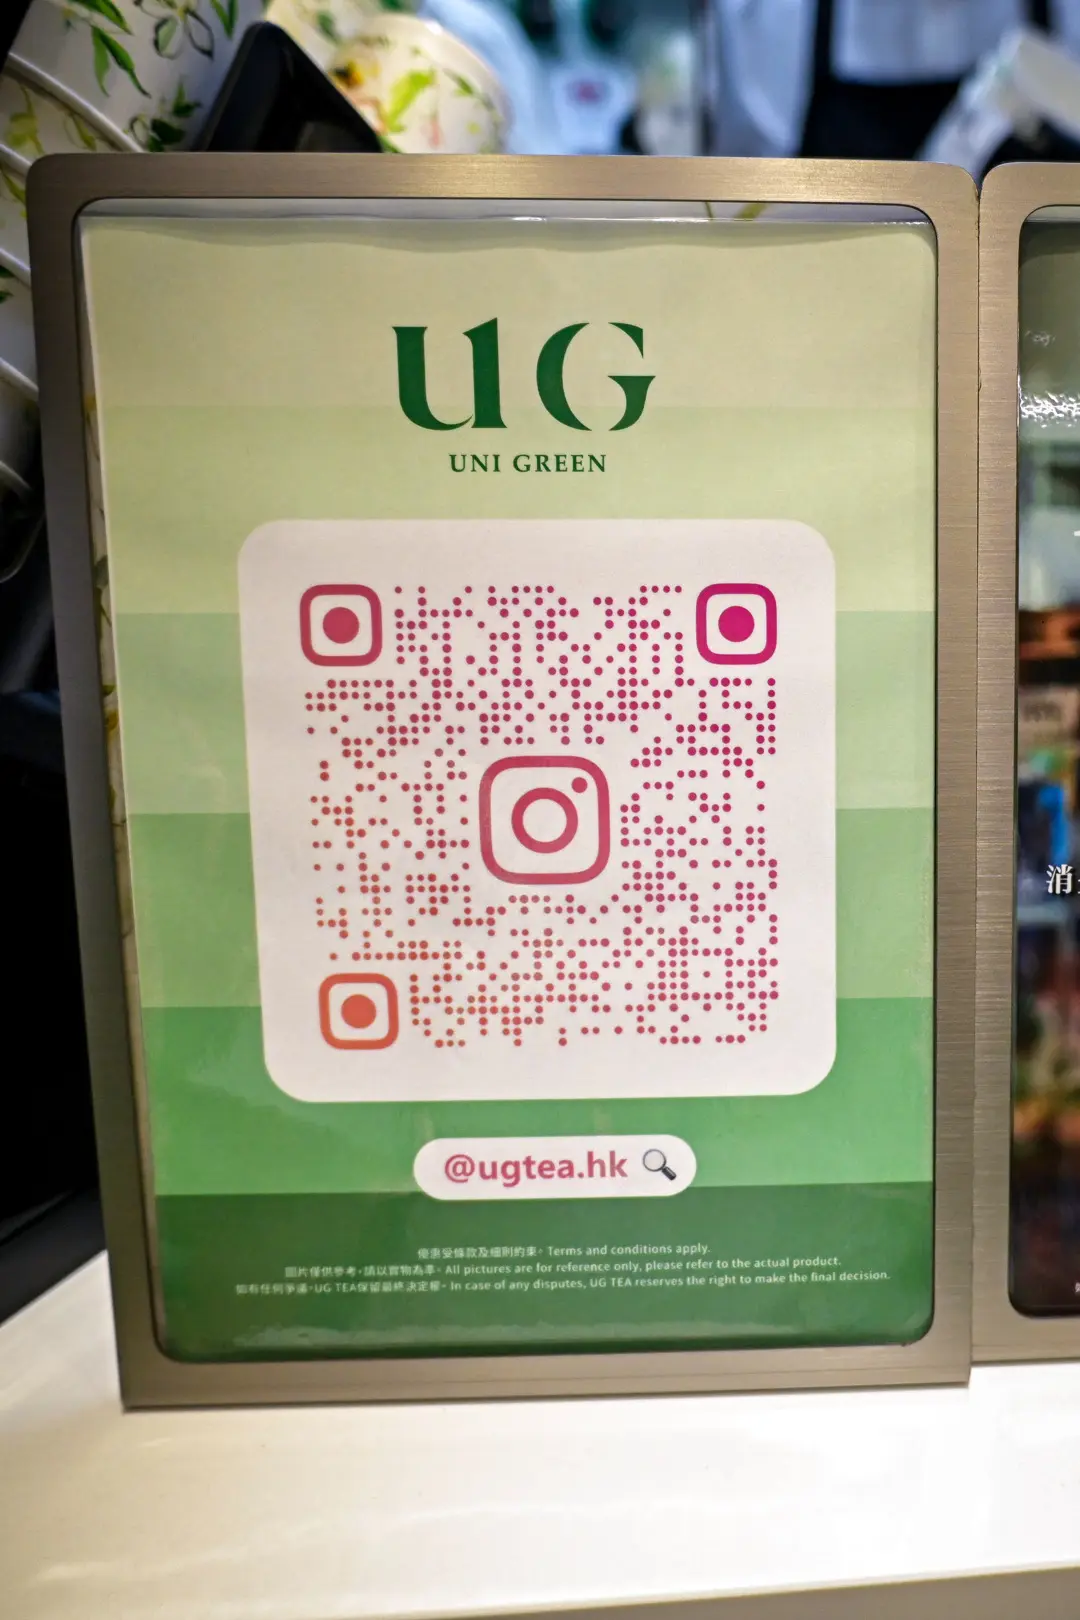 UG
UNI GREEN
@ugtea.hk
優惠受條款及細則約束。Terms and conditions apply.
圖片僅供參考，請以實物為準。All pictures are for reference only, please refer to the actual product.
如有任何爭議，UG TEA保留最終決定權。In case of any disputes, UG TEA reserves the right to make the final decision.
消